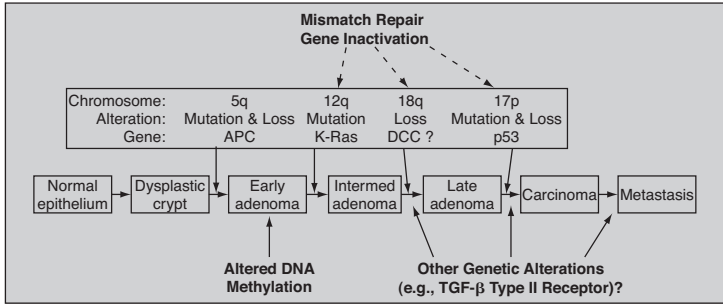 Mismatch Repair
Gene Inactivation
Chromosome: 5q 12q 18q 17p
Alteration: Mutation & Loss Mutation Loss Mutation & Loss
Gene: APC K-Ras DCC ? p53
Normal epithelium
Dysplastic crypt
Early adenoma
Intermed adenoma
Late adenoma
Carcinoma
Metastasis
Altered DNA
Methylation
Other Genetic Alterations
(e.g., TGF-β Type II Receptor)?